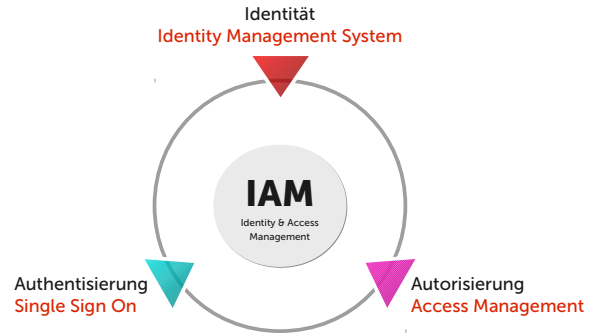 Identität
Identity Management System
IAM
Identity & Access
Management
Authentisierung
Single Sign On
Autorisierung
Access Management